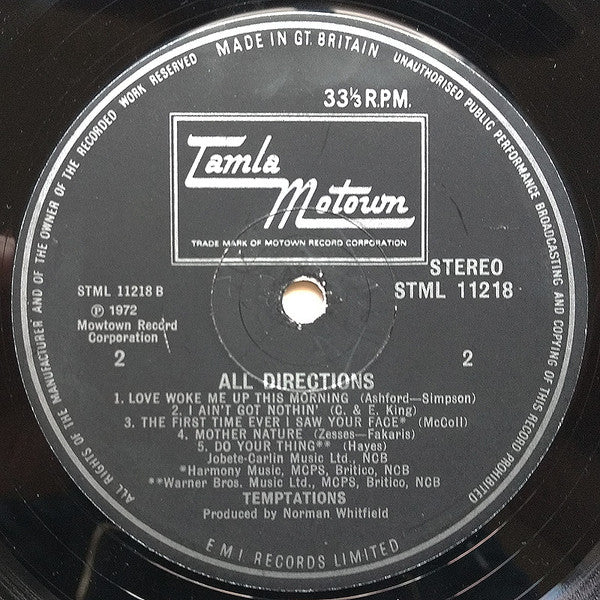 MADE IN GT. BRITAIN
UNAUTHORISED PUBLIC PERFORMANCE BROADCASTING AND COPYING OF THIS RECORD PROHIBITED
ALL RIGHTS OF THE MANUFACTURER AND OF THE OWNER OF THE RECORDED WORK RESERVED
33⅓ R.P.M.
Tamla
Motown
TRADE MARK OF MOTOWN RECORD CORPORATION
STEREO
STML 11218
STML 11218 B
℗ 1972
Mowtown Record
Corporation
2
2
ALL DIRECTIONS
1. LOVE WOKE ME UP THIS MORNING (Ashford—Simpson)
2. I AIN'T GOT NOTHIN' (C. & E. King)
3. THE FIRST TIME EVER I SAW YOUR FACE* (McColl)
4. MOTHER NATURE (Zesses—Fakaris)
5. DO YOUR THING** (Hayes)
Jobete-Carlin Music Ltd., NCB
*Harmony Music, MCPS, Britico, NCB
**Warner Bros. Music Ltd., MCPS, Britico, NCB
TEMPTATIONS
Produced by Norman Whitfield
EMI RECORDS LIMITED